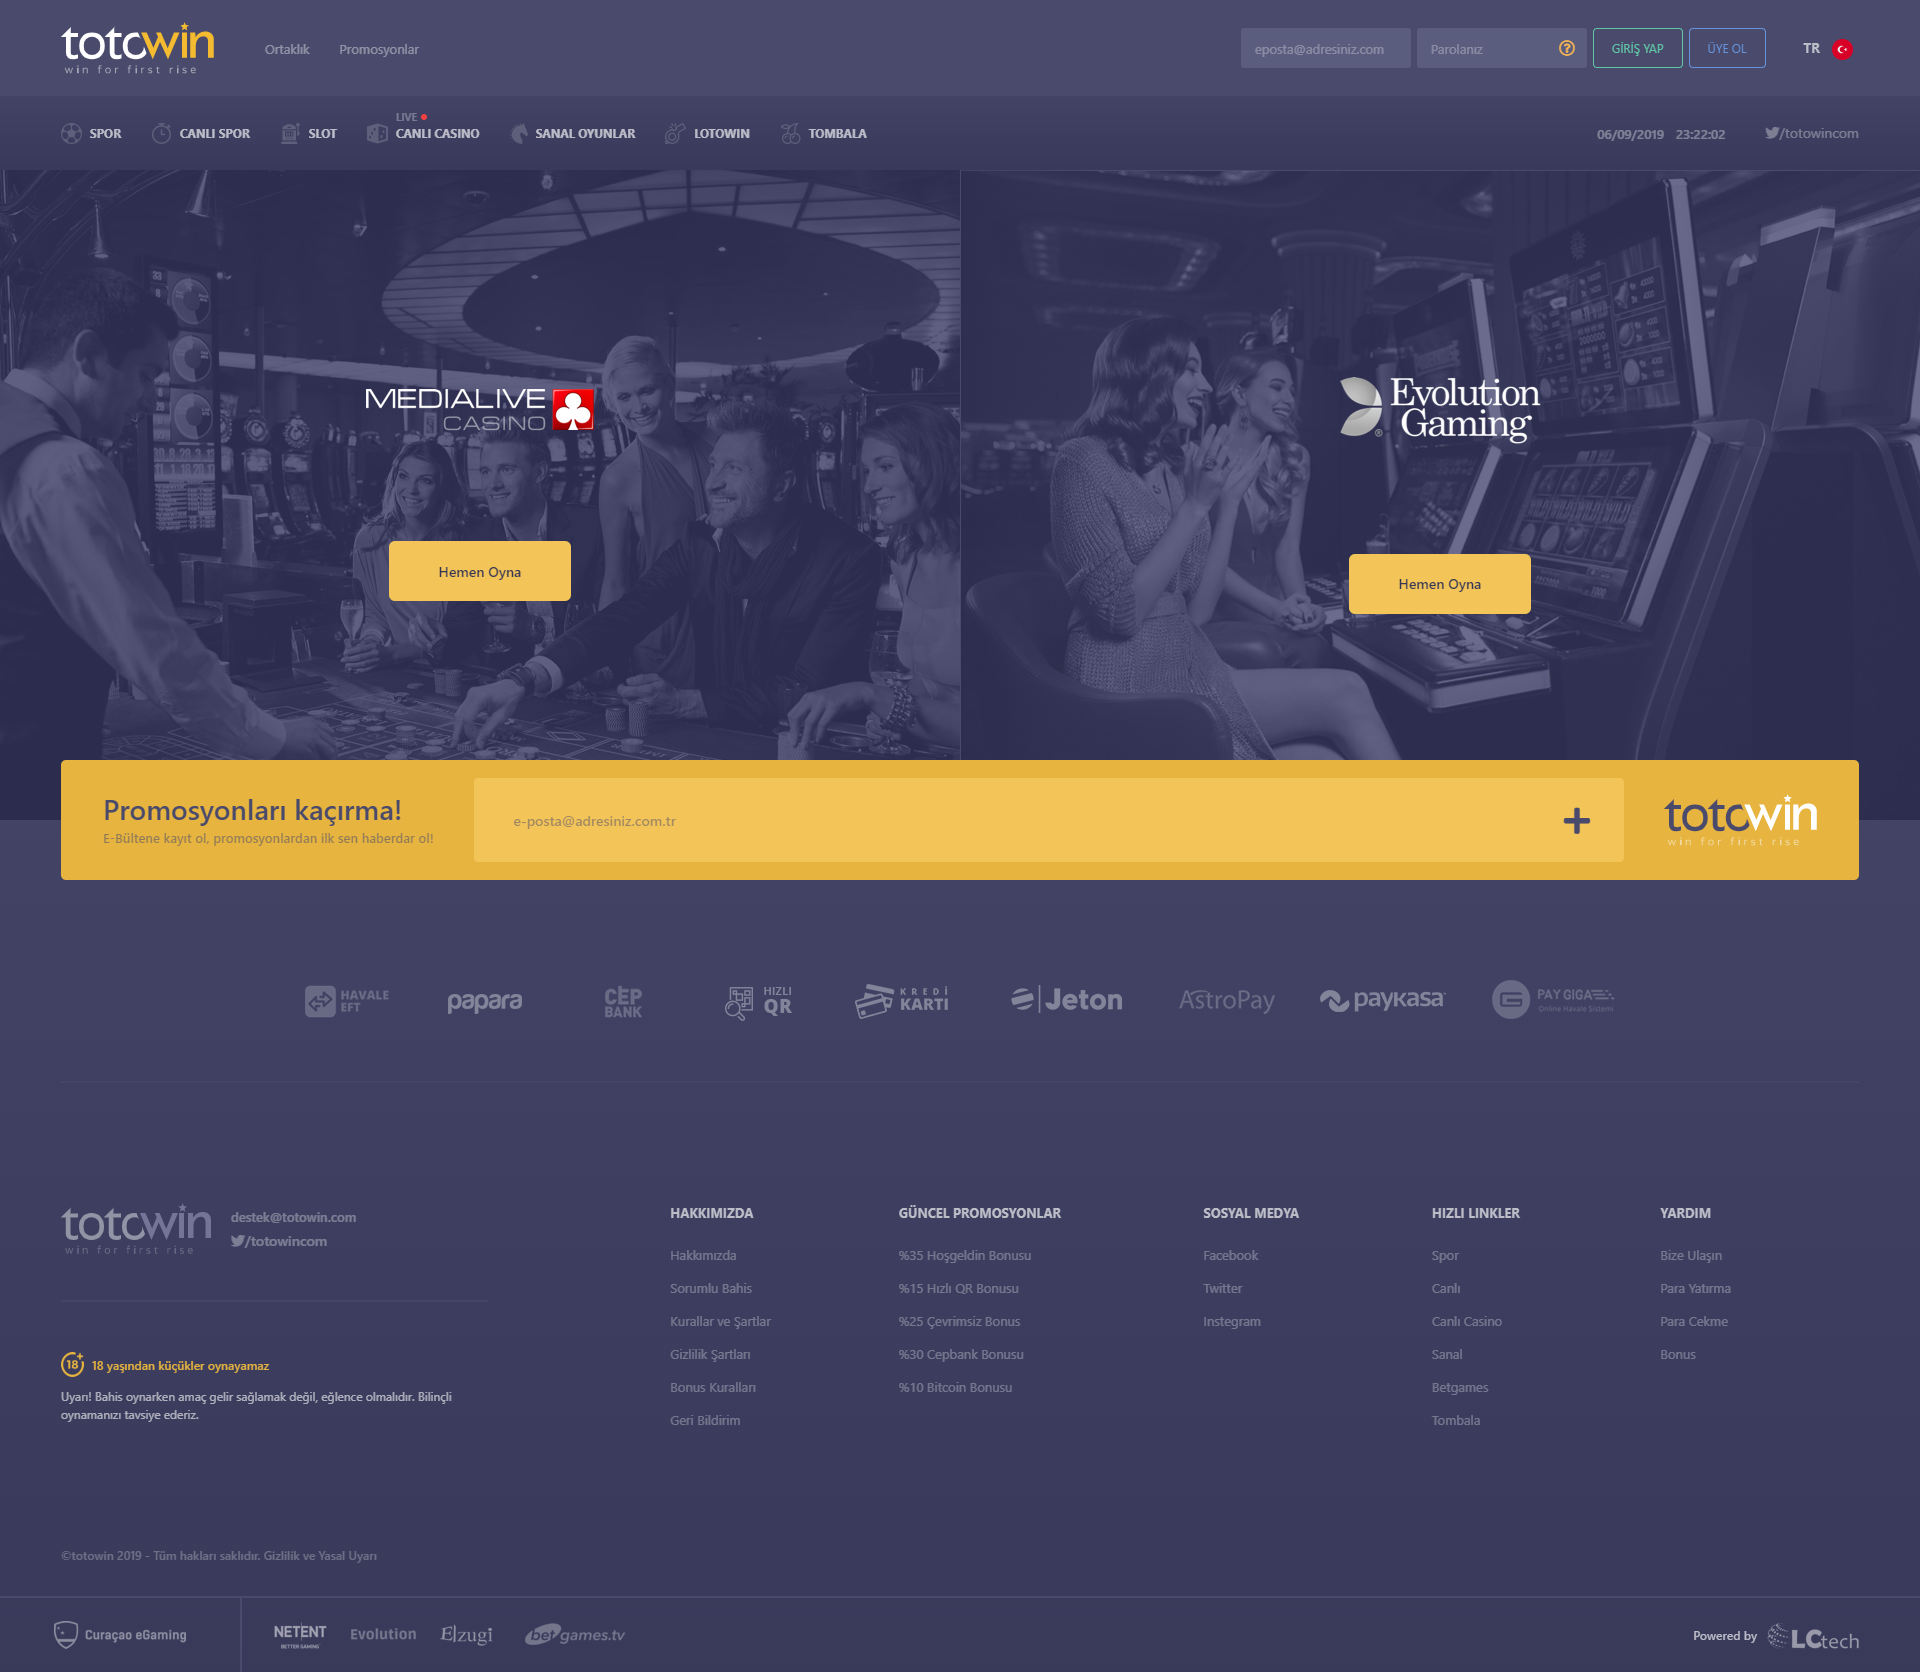 totowin
win for first rise
Ortaklık
Promosyonlar
eposta@adresiniz.com
Parolanız
GİRİŞ YAP
ÜYE OL
TR
SPOR
CANLI SPOR
SLOT
LIVE
CANLI CASINO
SANAL OYUNLAR
LOTOWIN
TOMBALA
06/09/2019 23:22:02
/totowincom
MEDIALIVE
CASINO
Hemen Oyna
Evolution
Gaming
Hemen Oyna
Promosyonları kaçırma!
E-Bültene kayıt ol, promosyonlardan ilk sen haberdar ol!
e-posta@adresiniz.com.tr
totowin
win for first rise
HAVALE
EFT
papara
CEP
BANK
HIZLI
QR
KREDİ
KARTI
Jeton
AstroPay
PAYKASA
PAY GIGA
Online Havale Sistemi
totowin
win for first rise
destek@totowin.com
/totowincom
18+
18 yaşından küçükler oynayamaz
Uyarı! Bahis oynarken amaç gelir sağlamak değil, eğlence olmalıdır. Bilinçli
oynamanızı tavsiye ederiz.
HAKKIMIZDA
Hakkımızda
Sorumlu Bahis
Kurallar ve Şartlar
Gizlilik Şartları
Bonus Kuralları
Geri Bildirim
GÜNCEL PROMOSYONLAR
%35 Hoşgeldin Bonusu
%15 Hızlı QR Bonusu
%25 Çevrimsiz Bonus
%30 Cepbank Bonusu
%10 Bitcoin Bonusu
SOSYAL MEDYA
Facebook
Twitter
Instegram
HIZLI LINKLER
Spor
Canlı
Canlı Casino
Sanal
Betgames
Tombala
YARDIM
Bize Ulaşın
Para Yatırma
Para Cekme
Bonus
©totowin 2019 - Tüm hakları saklıdır. Gizlilik ve Yasal Uyarı
Curaçao eGaming
NETENT
BETTER GAMING
Evolution
Elzugi
betgames.tv
Powered by
LCtech